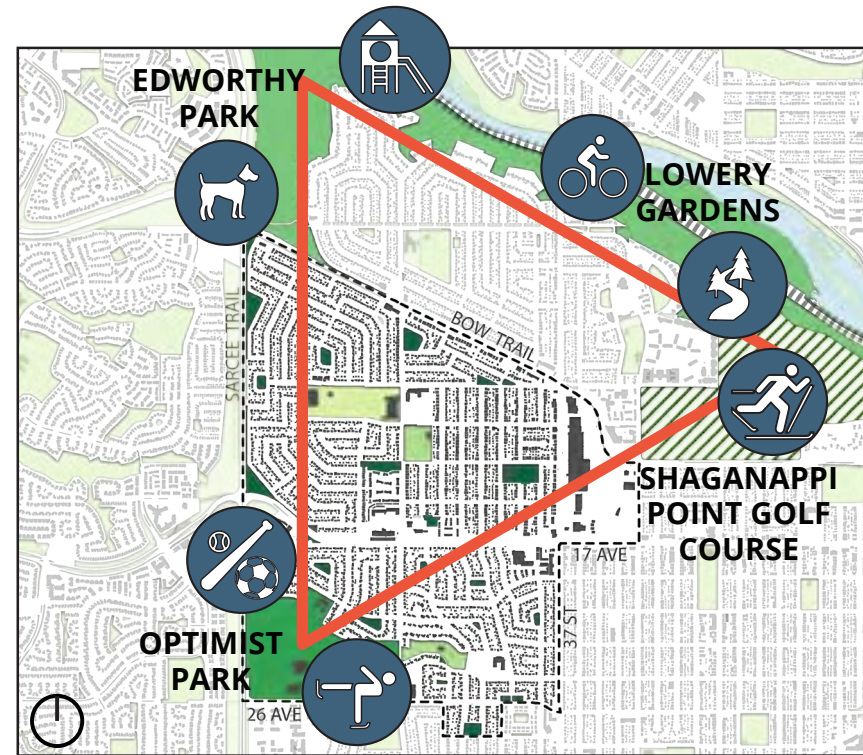 EDWORTHY
PARK
LOWERY
GARDENS
SARCEE TRAIL
BOW TRAIL
SHAGANAPPI
POINT GOLF
COURSE
17 AVE
37 ST
OPTIMIST
PARK
26 AVE